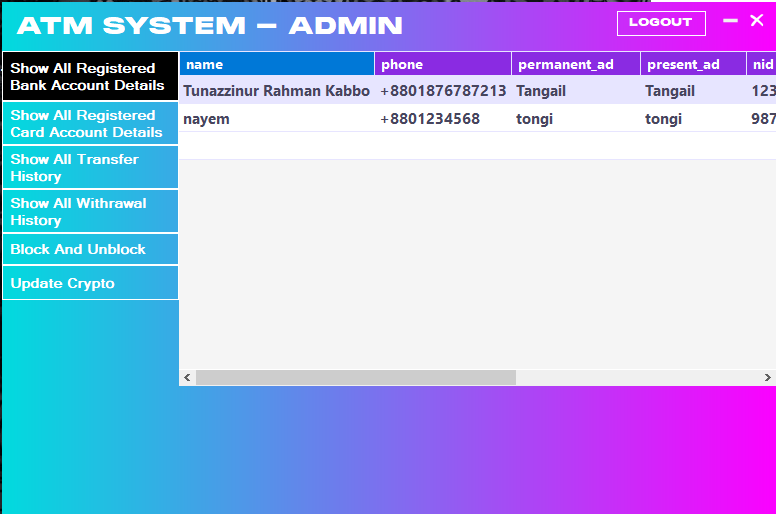 ATM SYSTEM - ADMIN
LOGOUT
Show All Registered
Bank Account Details
Show All Registered
Card Account Details
Show All Transfer
History
Show All Withrawal
History
Block And Unblock
Update Crypto
name phone permanent_ad present_ad nid
Tunazzinur Rahman Kabbo +8801876787213 Tangail Tangail 123
nayem +8801234568 tongi tongi 987